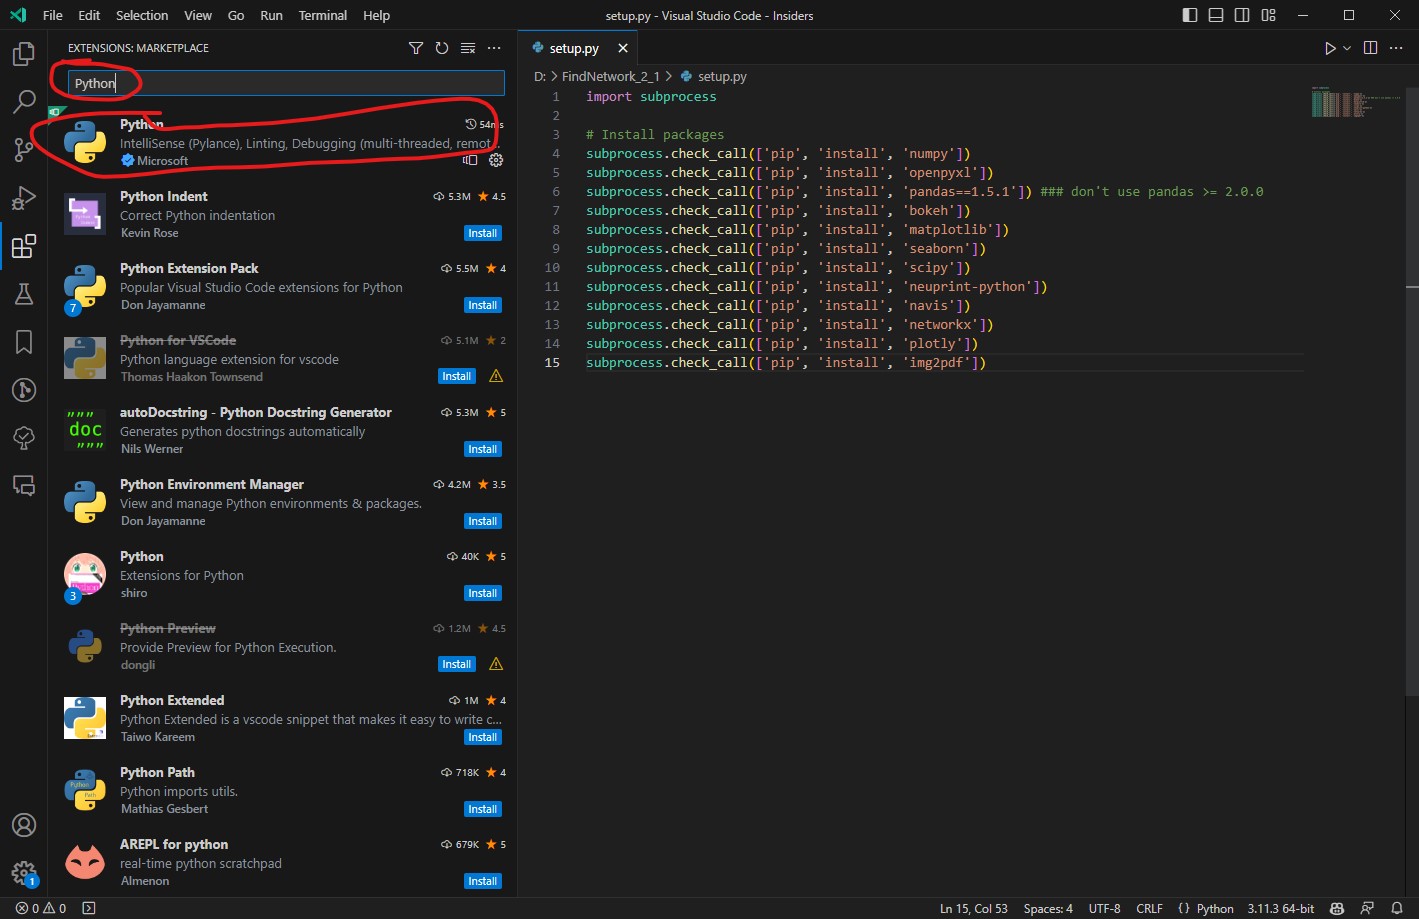 File Edit Selection View Go Run Terminal Help
setup.py - Visual Studio Code - Insiders
EXTENSIONS: MARKETPLACE
Python
Python
54ms
IntelliSense (Pylance), Linting, Debugging (multi-threaded, remot...
Microsoft
Python Indent
5.3M 4.5
Correct Python indentation
Kevin Rose
Install
Python Extension Pack
5.5M 4
Popular Visual Studio Code extensions for Python
7
Don Jayamanne
Install
Python for VSCode
5.1M 2
Python language extension for vscode
Thomas Haakon Townsend
Install
autoDocstring - Python Docstring Generator
5.3M 5
"""
doc
"""
Generates python docstrings automatically
Nils Werner
Install
Python Environment Manager
4.2M 3.5
View and manage Python environments & packages.
Don Jayamanne
Install
Python
40K 5
Extensions for Python
3
shiro
Install
Python Preview
1.2M 4.5
Provide Preview for Python Execution.
dongli
Install
Python Extended
1M 4
Python Extended is a vscode snippet that makes it easy to write c...
Taiwo Kareem
Install
Python Path
718K 4
Python imports utils.
Mathias Gesbert
Install
AREPL for python
679K 5
real-time python scratchpad
Almenon
Install
1
setup.py
D: > FindNetwork_2_1 > setup.py
1 import subprocess
2
3 # Install packages
4 subprocess.check_call(['pip', 'install', 'numpy'])
5 subprocess.check_call(['pip', 'install', 'openpyxl'])
6 subprocess.check_call(['pip', 'install', 'pandas==1.5.1']) ### don't use pandas >= 2.0.0
7 subprocess.check_call(['pip', 'install', 'bokeh'])
8 subprocess.check_call(['pip', 'install', 'matplotlib'])
9 subprocess.check_call(['pip', 'install', 'seaborn'])
10 subprocess.check_call(['pip', 'install', 'scipy'])
11 subprocess.check_call(['pip', 'install', 'neuprint-python'])
12 subprocess.check_call(['pip', 'install', 'navis'])
13 subprocess.check_call(['pip', 'install', 'networkx'])
14 subprocess.check_call(['pip', 'install', 'plotly'])
15 subprocess.check_call(['pip', 'install', 'img2pdf'])
0 0
Ln 15, Col 53 Spaces: 4 UTF-8 CRLF { } Python 3.11.3 64-bit